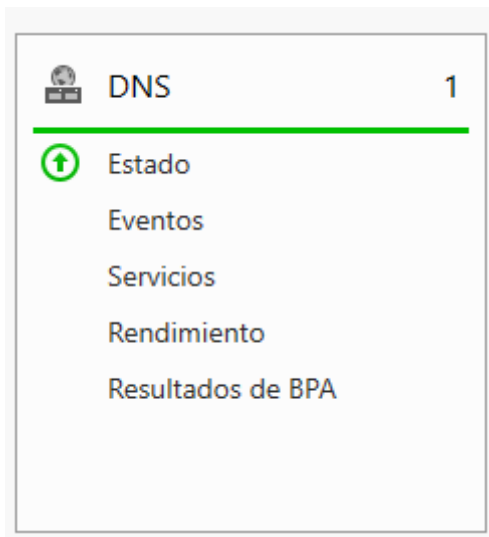 DNS 1
Estado
Eventos
Servicios
Rendimiento
Resultados de BPA